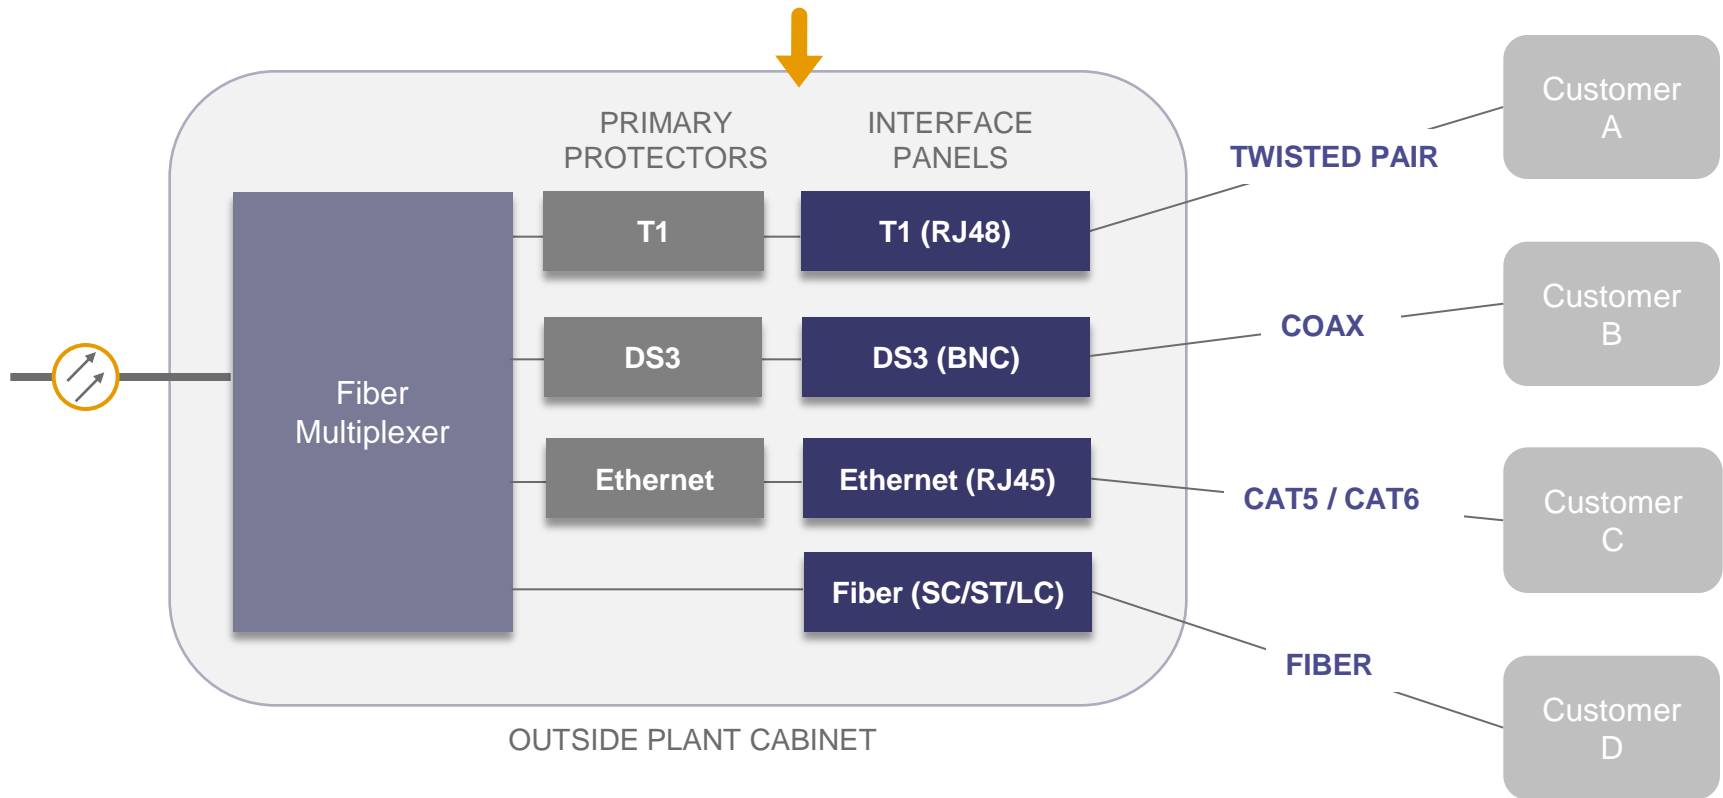 PRIMARY
PROTECTORS
INTERFACE
PANELS
Fiber
Multiplexer
T1
T1 (RJ48)
DS3
DS3 (BNC)
Ethernet
Ethernet (RJ45)
Fiber (SC/ST/LC)
OUTSIDE PLANT CABINET
TWISTED PAIR
COAX
CAT5 / CAT6
FIBER
Customer
A
Customer
B
Customer
C
Customer
D